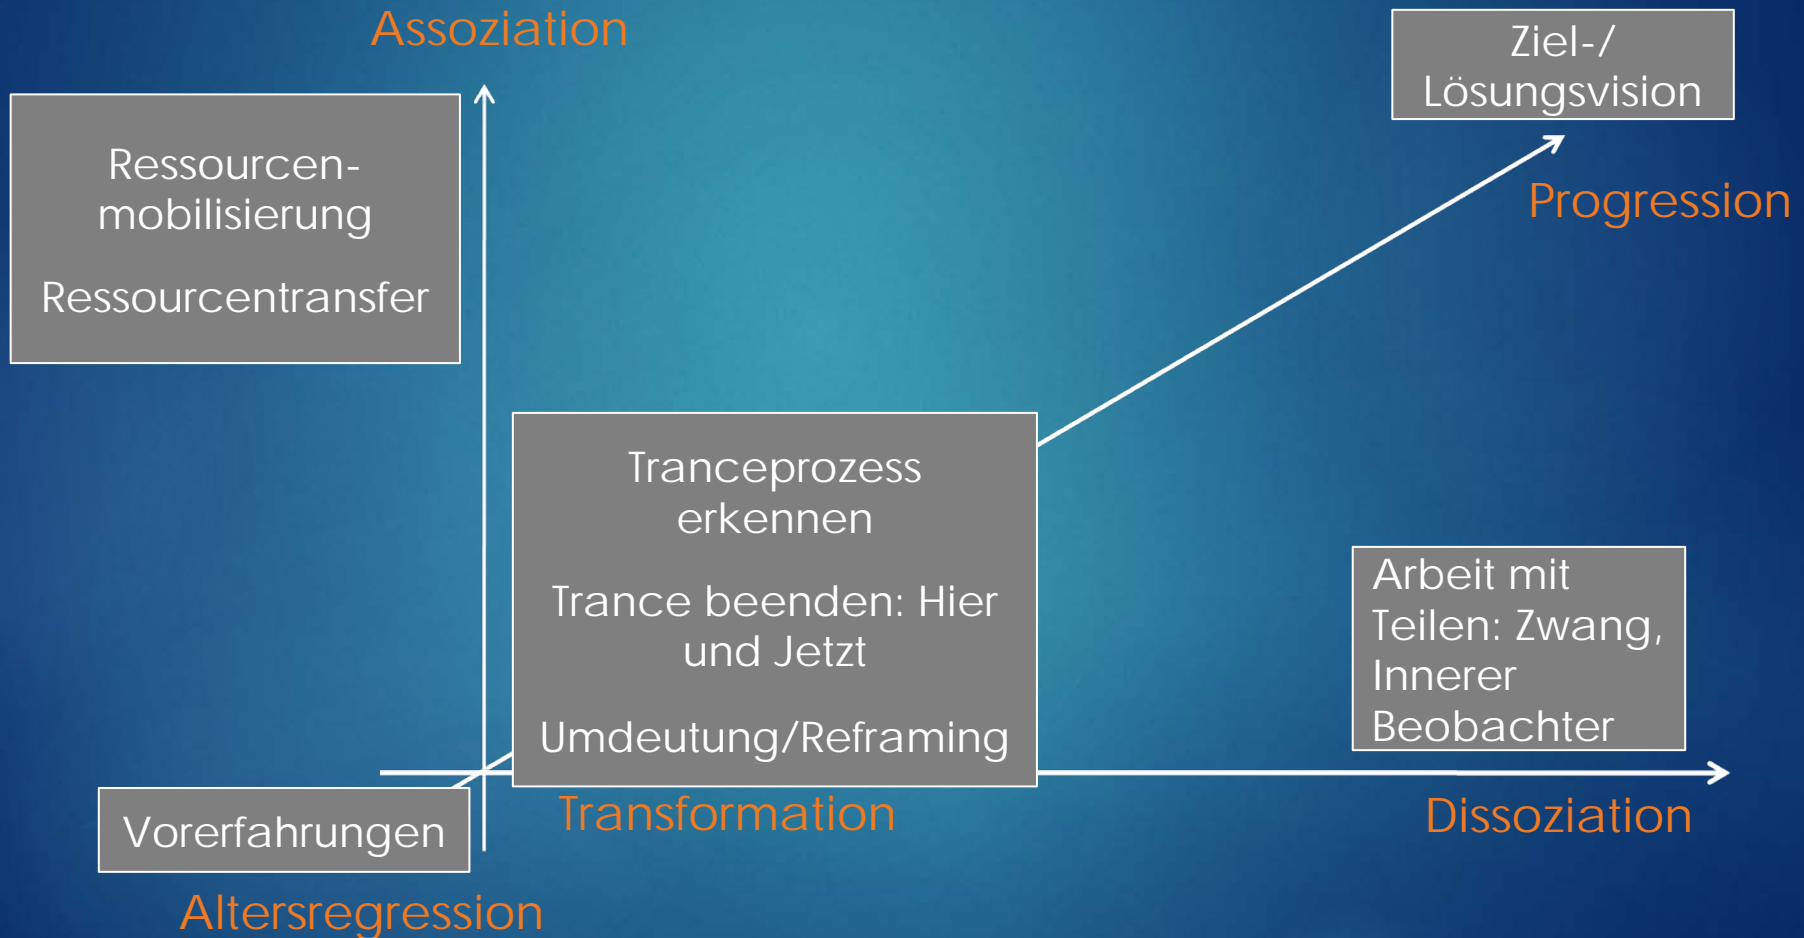 Assoziation
Ziel-/
Lösungsvision
Ressourcen-
mobilisierung
Ressourcentransfer
Progression
Tranceprozess
erkennen
Trance beenden: Hier
und Jetzt
Umdeutung/Reframing
Arbeit mit
Teilen: Zwang,
Innerer
Beobachter
Vorerfahrungen
Transformation
Dissoziation
Altersregression